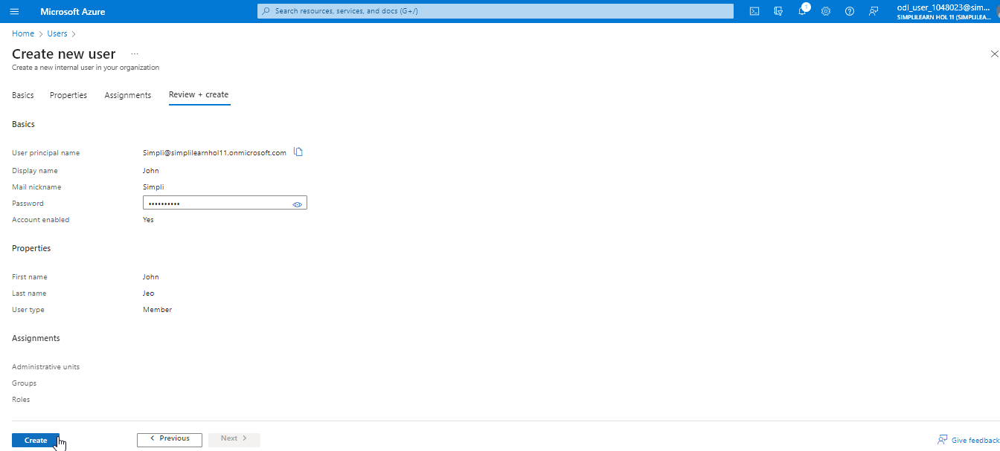 Microsoft Azure
Search resources, services, and docs (G+/)
1
odl_user_1048023@sim...
SIMPLILEARN HOL 11 (SIMPLILEA...
Home > Users >
Create new user ...
Create a new internal user in your organization
Basics Properties Assignments Review + create
Basics
User principal name Simpli@simplilearnhol11.onmicrosoft.com
Display name John
Mail nickname Simpli
Password ••••••••••
Account enabled Yes
Properties
First name John
Last name Jeo
User type Member
Assignments
Administrative units
Groups
Roles
Create < Previous Next > Give feedback